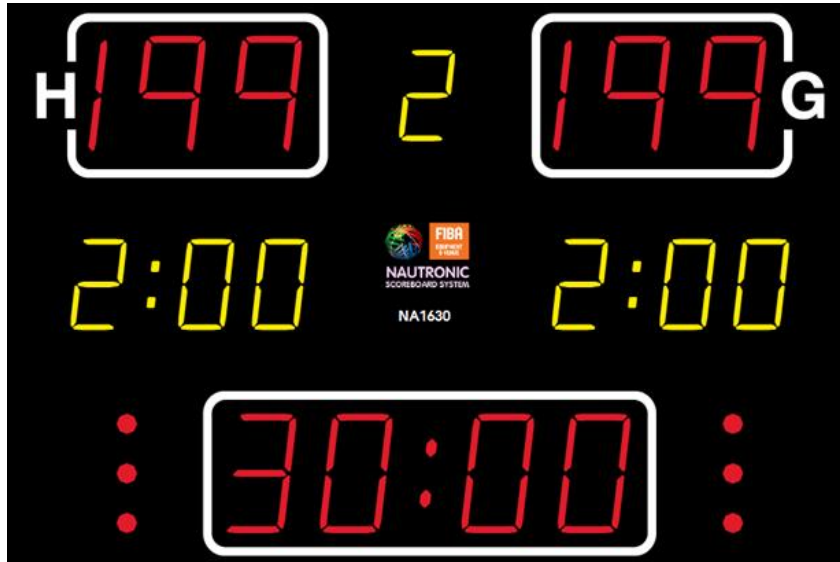 H 199 2 199 G
2:00 2:00
FIBA
EQUIPMENT
& VENUE
NAUTRONIC
SCOREBOARD SYSTEM
NA1630
30:00